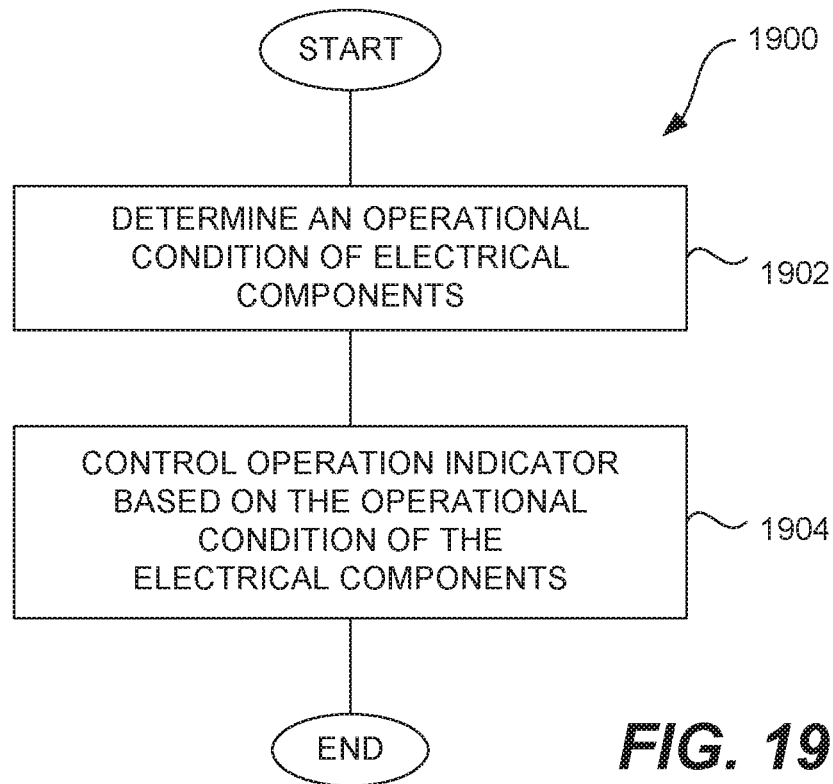 START
1900
DETERMINE AN OPERATIONAL
CONDITION OF ELECTRICAL
COMPONENTS
1902
CONTROL OPERATION INDICATOR
BASED ON THE OPERATIONAL
CONDITION OF THE
ELECTRICAL COMPONENTS
1904
END
FIG. 19